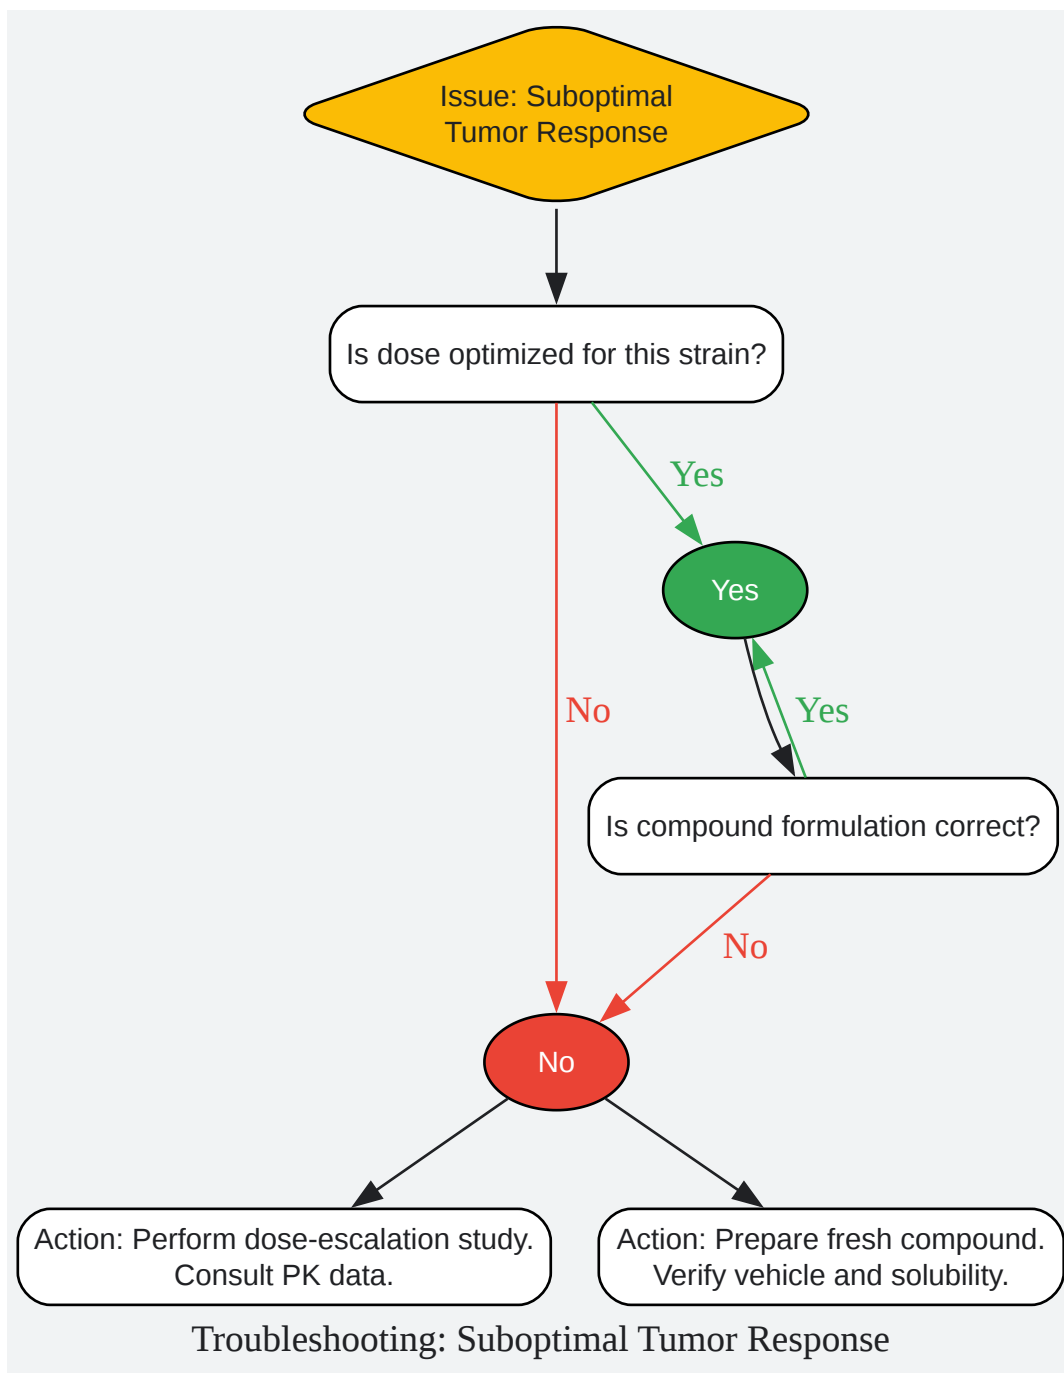 Issue: Suboptimal
Tumor Response
Is dose optimized for this strain?
Yes
Yes
No
Yes
Is compound formulation correct?
No
No
Action: Perform dose-escalation study.
Consult PK data.
Action: Prepare fresh compound.
Verify vehicle and solubility.
Troubleshooting: Suboptimal Tumor Response